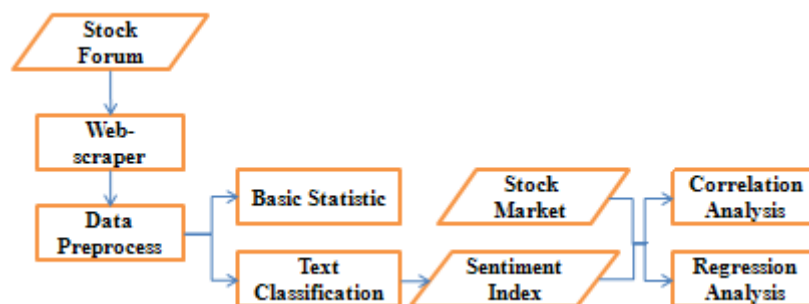 Stock
Forum
Web-
scraper
Data
Preprocess
Basic Statistic
Text
Classification
Stock
Market
Sentiment
Index
Correlation
Analysis
Regression
Analysis